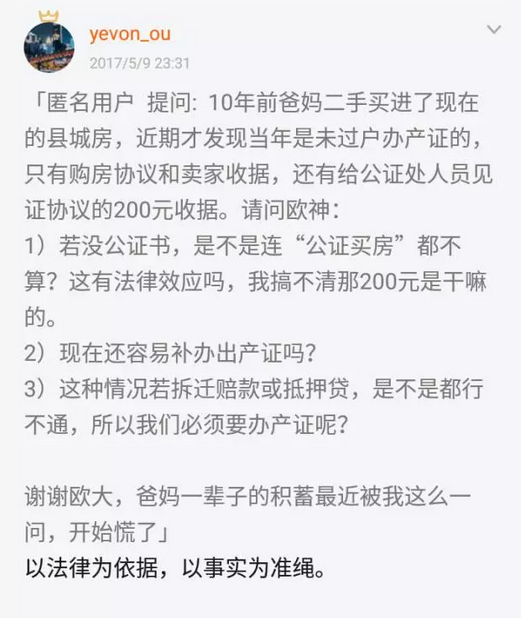 yevon_ou
2017/5/9 23:31
「匿名用户 提问: 10年前爸妈二手买进了现在
的县城房，近期才发现当年是未过户办产证的，
只有购房协议和卖家收据，还有给公证处人员见
证协议的200元收据。请问欧神：
1）若没公证书，是不是连“公证买房”都不
算？这有法律效应吗，我搞不清那200元是干嘛
的。
2）现在还容易补办出产证吗？
3）这种情况若拆迁赔款或抵押贷，是不是都行
不通，所以我们必须要办产证呢？
谢谢欧大，爸妈一辈子的积蓄最近被我这么一
问，开始慌了」
以法律为依据，以事实为准绳。